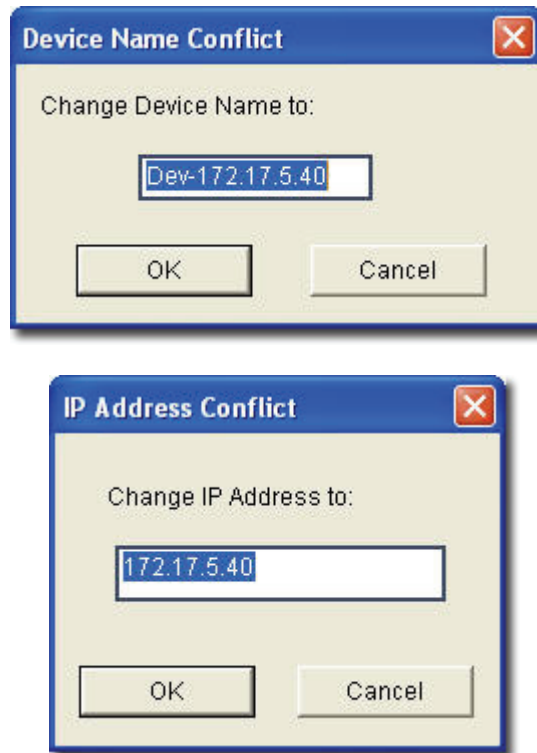 Device Name Conflict
Change Device Name to:
Dev-172.17.5.40
OK Cancel
IP Address Conflict
Change IP Address to:
172.17.5.40
OK Cancel